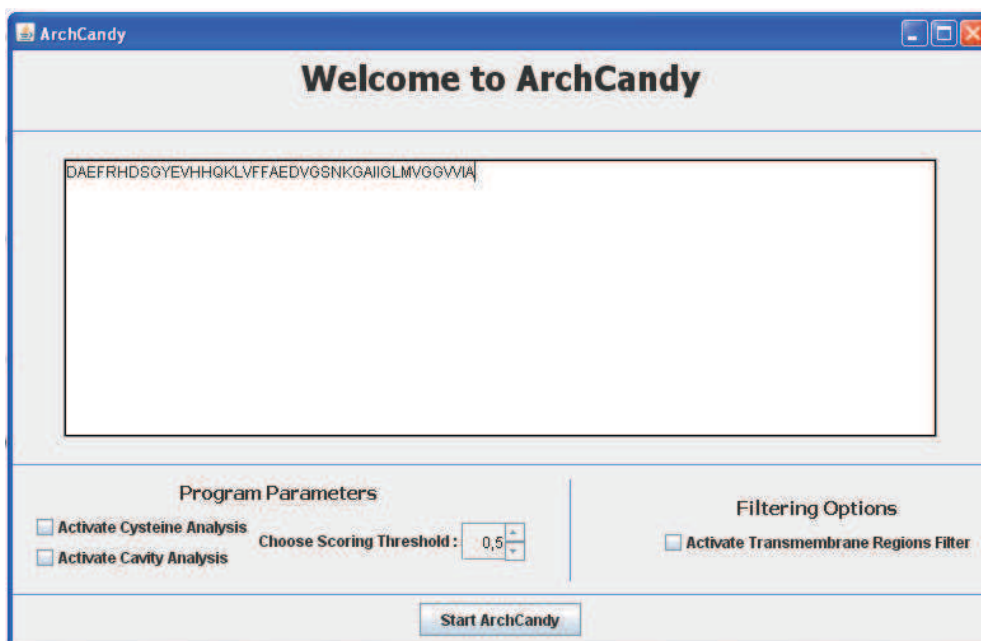 ArchCandy
Welcome to ArchCandy
DAEFRHDSGYEVHHQKLVFFAEDVGSNKGAIIGLMVGGVVIA
Program Parameters
Activate Cysteine Analysis
Choose Scoring Threshold : 0,5
Activate Cavity Analysis
Filtering Options
Activate Transmembrane Regions Filter
Start ArchCandy